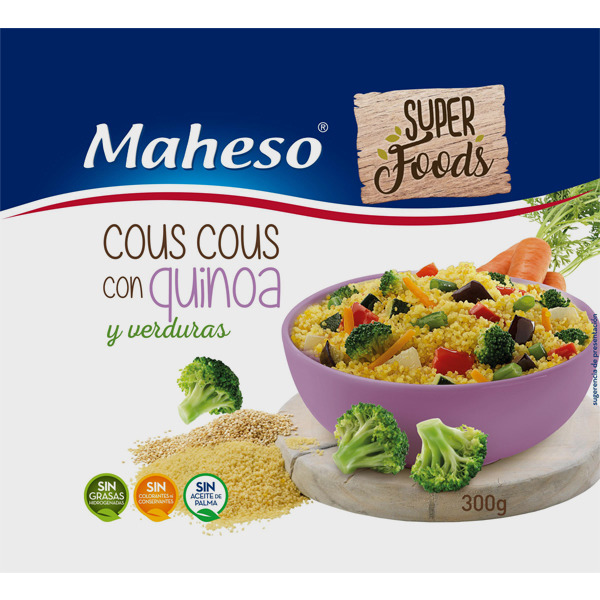 Maheso®
SUPER
Foods
COUS COUS
con quinoa
y verduras
sugerencia de presentación
SIN
GRASAS
HIDROGENADAS
SIN
COLORANTES NI
CONSERVANTES
SIN
ACEITE DE
PALMA
300g